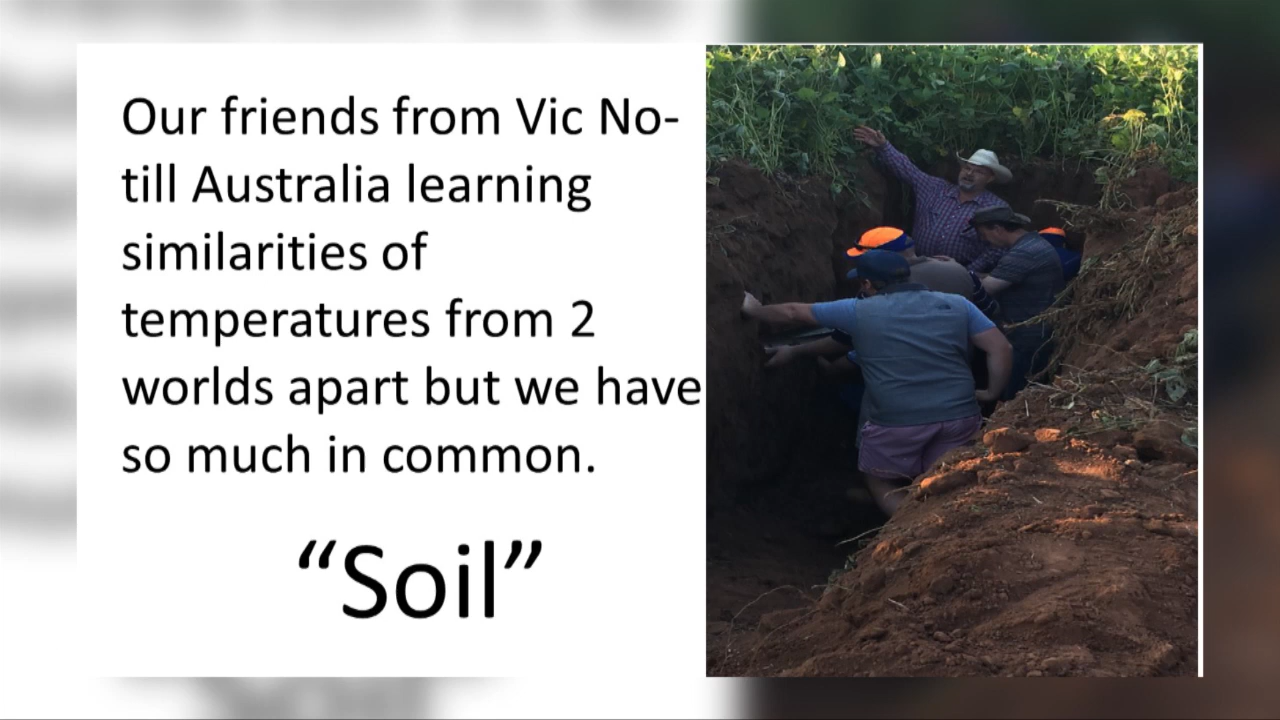 Our friends from Vic No-
till Australia learning
similarities of
temperatures from 2
worlds apart but we have
so much in common.
“Soil”